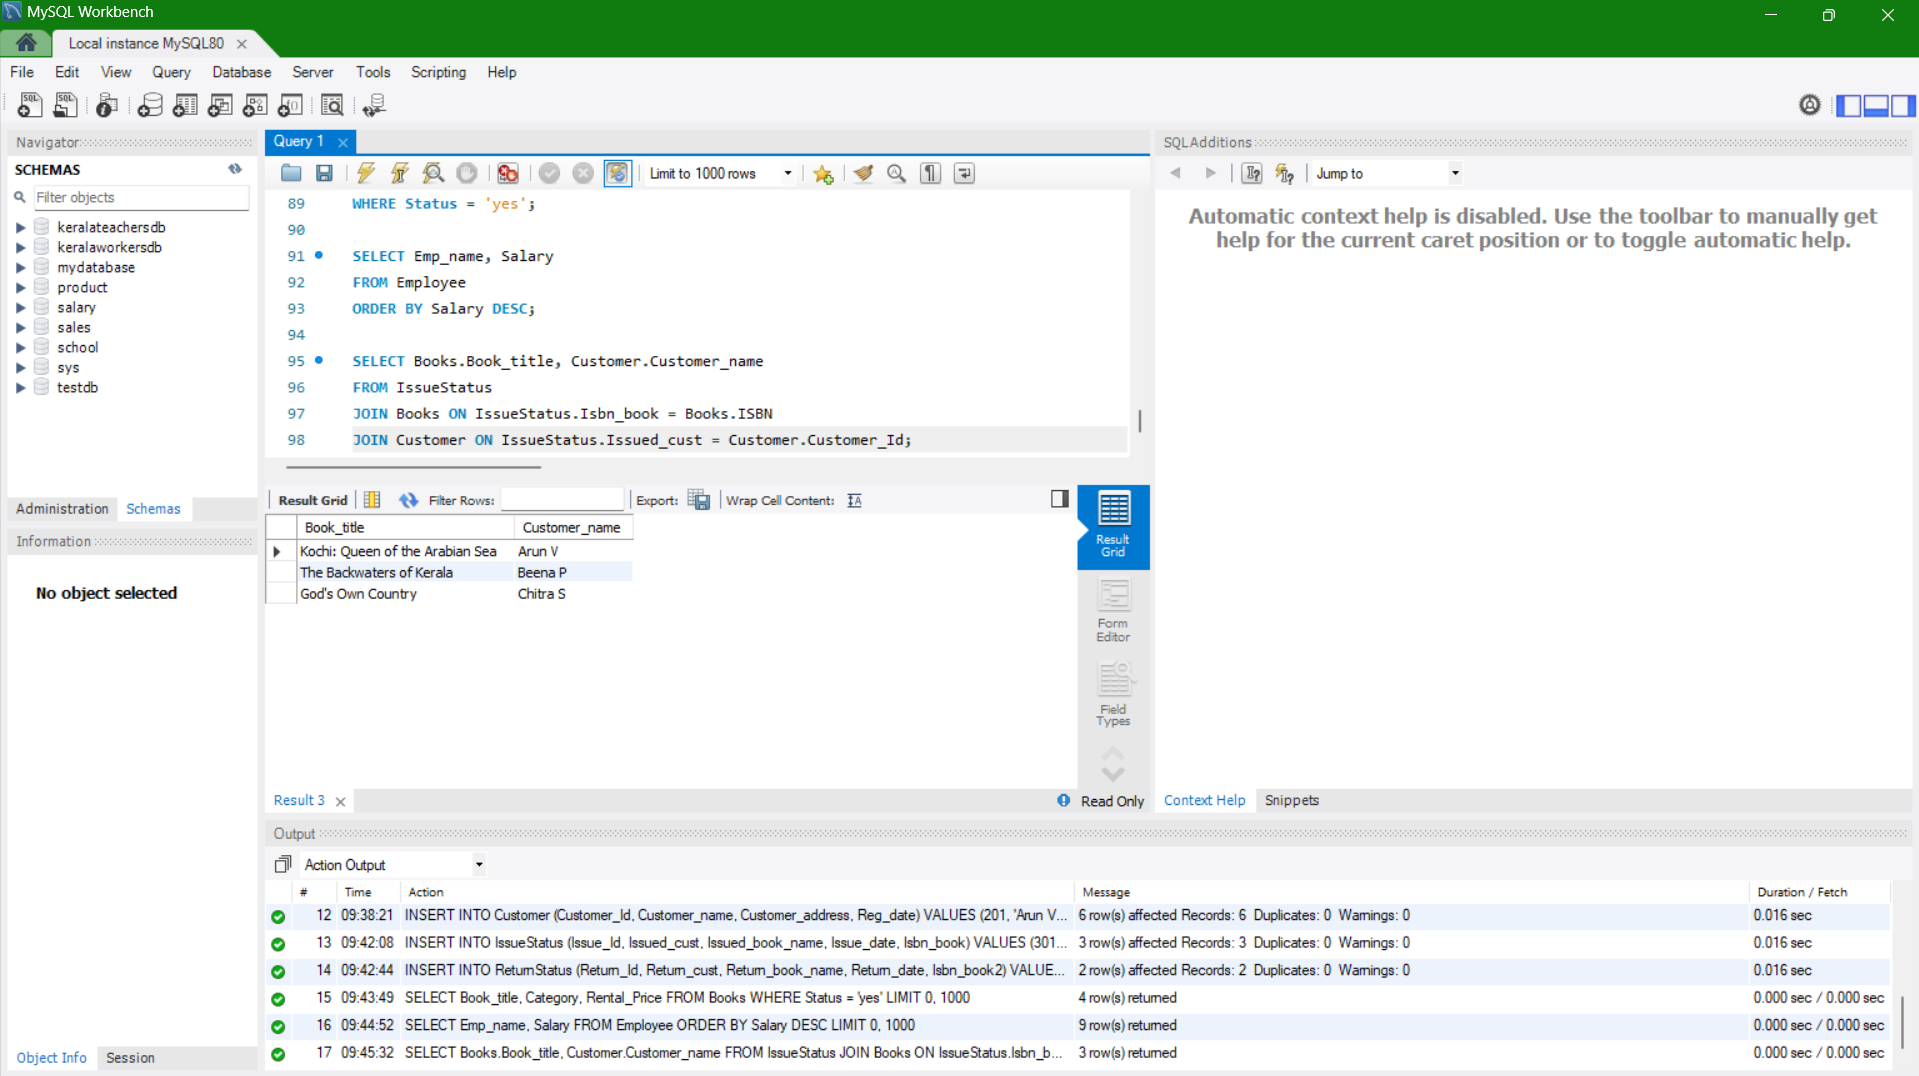 MySQL Workbench
Local instance MySQL80
File Edit View Query Database Server Tools Scripting Help
Navigator
SCHEMAS
Filter objects
keralateachersdb
keralaworkersdb
mydatabase
product
salary
sales
school
sys
testdb
Administration Schemas
Information
No object selected
Object Info Session
Query 1
Limit to 1000 rows
89 WHERE Status = 'yes';
90
91 SELECT Emp_name, Salary
92 FROM Employee
93 ORDER BY Salary DESC;
94
95 SELECT Books.Book_title, Customer.Customer_name
96 FROM IssueStatus
97 JOIN Books ON IssueStatus.Isbn_book = Books.ISBN
98 JOIN Customer ON IssueStatus.Issued_cust = Customer.Customer_Id;
Result Grid Filter Rows: Export: Wrap Cell Content:
Book_title Customer_name
Kochi: Queen of the Arabian Sea Arun V
The Backwaters of Kerala Beena P
God's Own Country Chitra S
Result
Grid
Form
Editor
Field
Types
Result 3 Read Only
SQLAdditions
Jump to
Automatic context help is disabled. Use the toolbar to manually get
help for the current caret position or to toggle automatic help.
Context Help Snippets
Output
Action Output
# Time Action Message Duration / Fetch
12 09:38:21 INSERT INTO Customer (Customer_Id, Customer_name, Customer_address, Reg_date) VALUES (201, 'Arun V... 6 row(s) affected Records: 6 Duplicates: 0 Warnings: 0 0.016 sec
13 09:42:08 INSERT INTO IssueStatus (Issue_Id, Issued_cust, Issued_book_name, Issue_date, Isbn_book) VALUES (301... 3 row(s) affected Records: 3 Duplicates: 0 Warnings: 0 0.016 sec
14 09:42:44 INSERT INTO ReturnStatus (Return_Id, Return_cust, Return_book_name, Return_date, Isbn_book2) VALUE... 2 row(s) affected Records: 2 Duplicates: 0 Warnings: 0 0.016 sec
15 09:43:49 SELECT Book_title, Category, Rental_Price FROM Books WHERE Status = 'yes' LIMIT 0, 1000 4 row(s) returned 0.000 sec / 0.000 sec
16 09:44:52 SELECT Emp_name, Salary FROM Employee ORDER BY Salary DESC LIMIT 0, 1000 9 row(s) returned 0.000 sec / 0.000 sec
17 09:45:32 SELECT Books.Book_title, Customer.Customer_name FROM IssueStatus JOIN Books ON IssueStatus.Isbn_b... 3 row(s) returned 0.000 sec / 0.000 sec